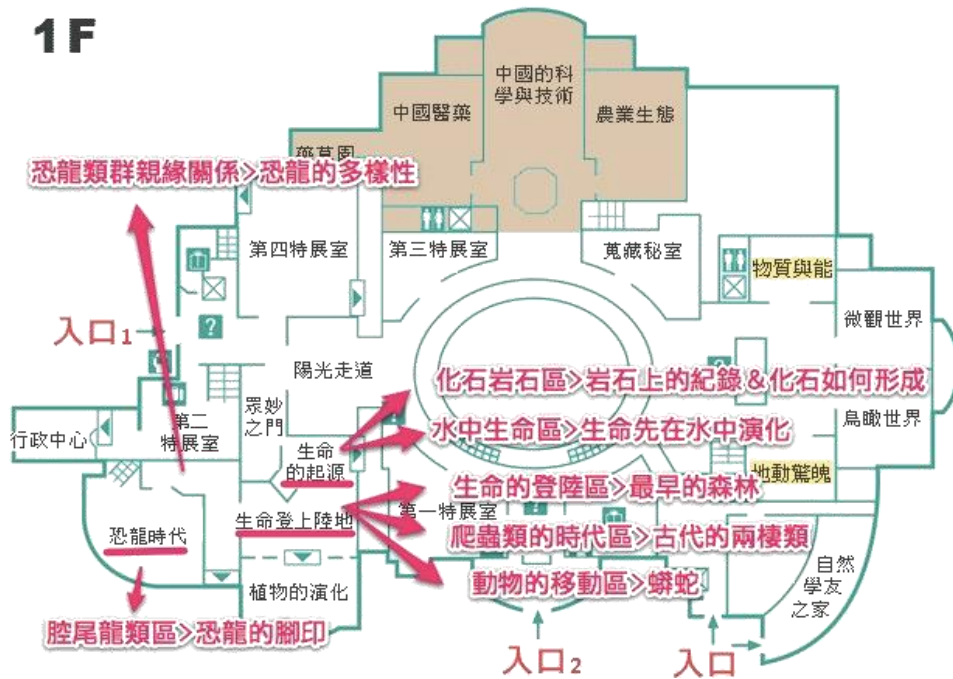 1F
中國的科
學與技術
中國醫藥
農業生態
藥草園
恐龍類群親緣關係>恐龍的多樣性
第四特展室
第三特展室
蒐藏秘室
物質與能
?
微觀世界
入口1
陽光走道
?
化石岩石區>岩石上的紀錄&化石如何形成
眾妙
之門
第二
特展室
行政中心
水中生命區>生命先在水中演化
鳥瞰世界
生命
的起源
地動驚魄
生命的登陸區>最早的森林
第一特展室
生命登上陸地
恐龍時代
?
爬蟲類的時代區>古代的兩棲類
自然
學友
之家
動物的移動區>蟒蛇
植物的演化
腔尾龍類區>恐龍的腳印
入口2
入口